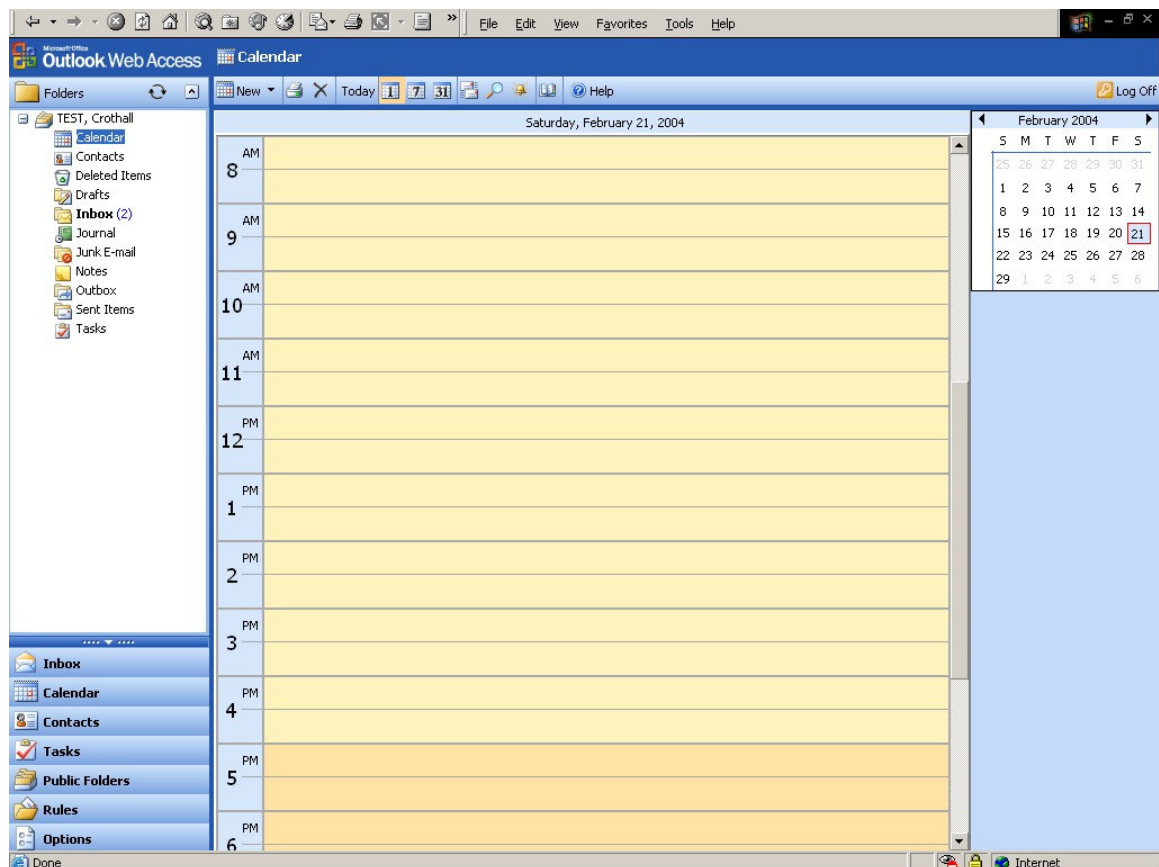 » File Edit View Favorites Tools Help
Microsoft Office
Outlook Web Access
Calendar
Folders
New Today 1 7 31 Help Log Off
TEST, Crothall
Calendar
Contacts
Deleted Items
Drafts
Inbox (2)
Journal
Junk E-mail
Notes
Outbox
Sent Items
Tasks
Inbox
Calendar
Contacts
Tasks
Public Folders
Rules
Options
Saturday, February 21, 2004
8 AM
9 AM
10 AM
11 AM
12 PM
1 PM
2 PM
3 PM
4 PM
5 PM
6 PM
February 2004
S M T W T F S
25 26 27 28 29 30 31
1 2 3 4 5 6 7
8 9 10 11 12 13 14
15 16 17 18 19 20 21
22 23 24 25 26 27 28
29 1 2 3 4 5 6
Done
Internet